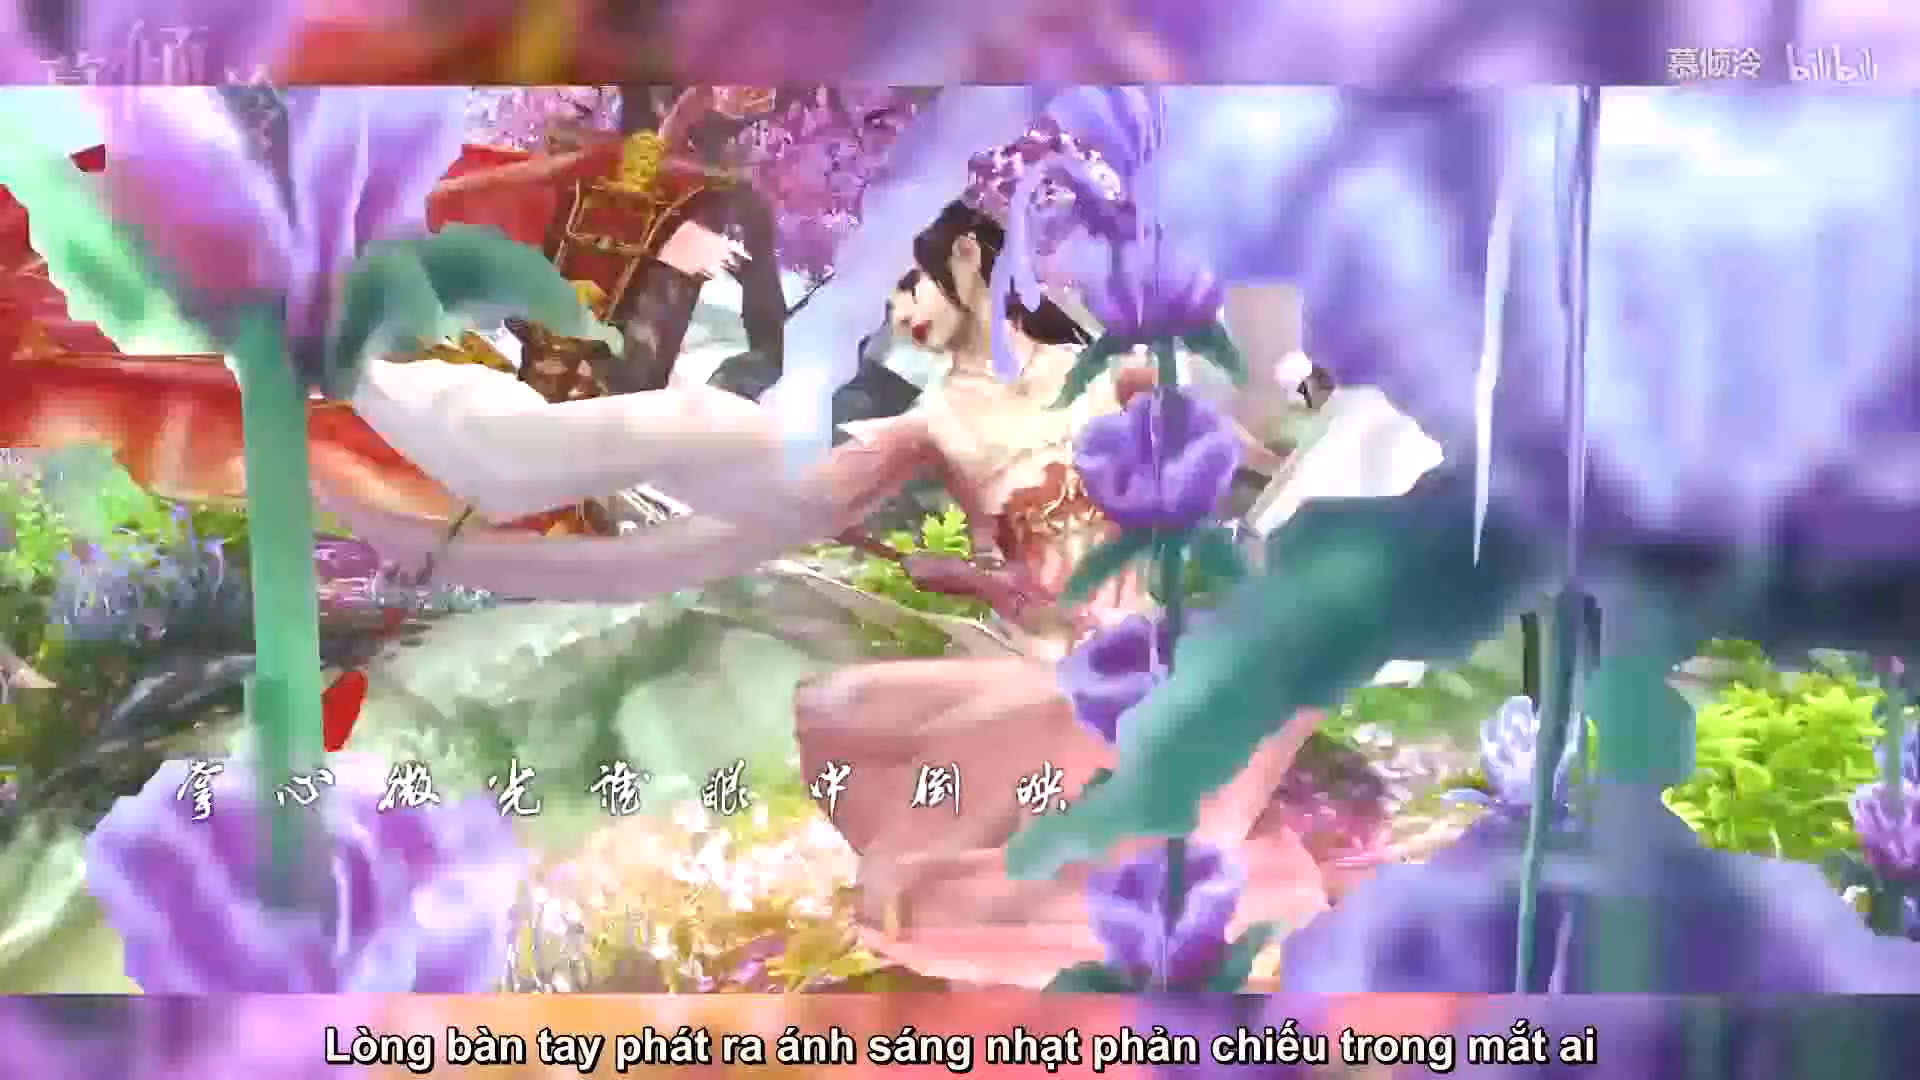 慕倾泠 bilibili
掌心微光谁眼中倒映
Lòng bàn tay phát ra ánh sáng nhạt phản chiếu trong mắt ai